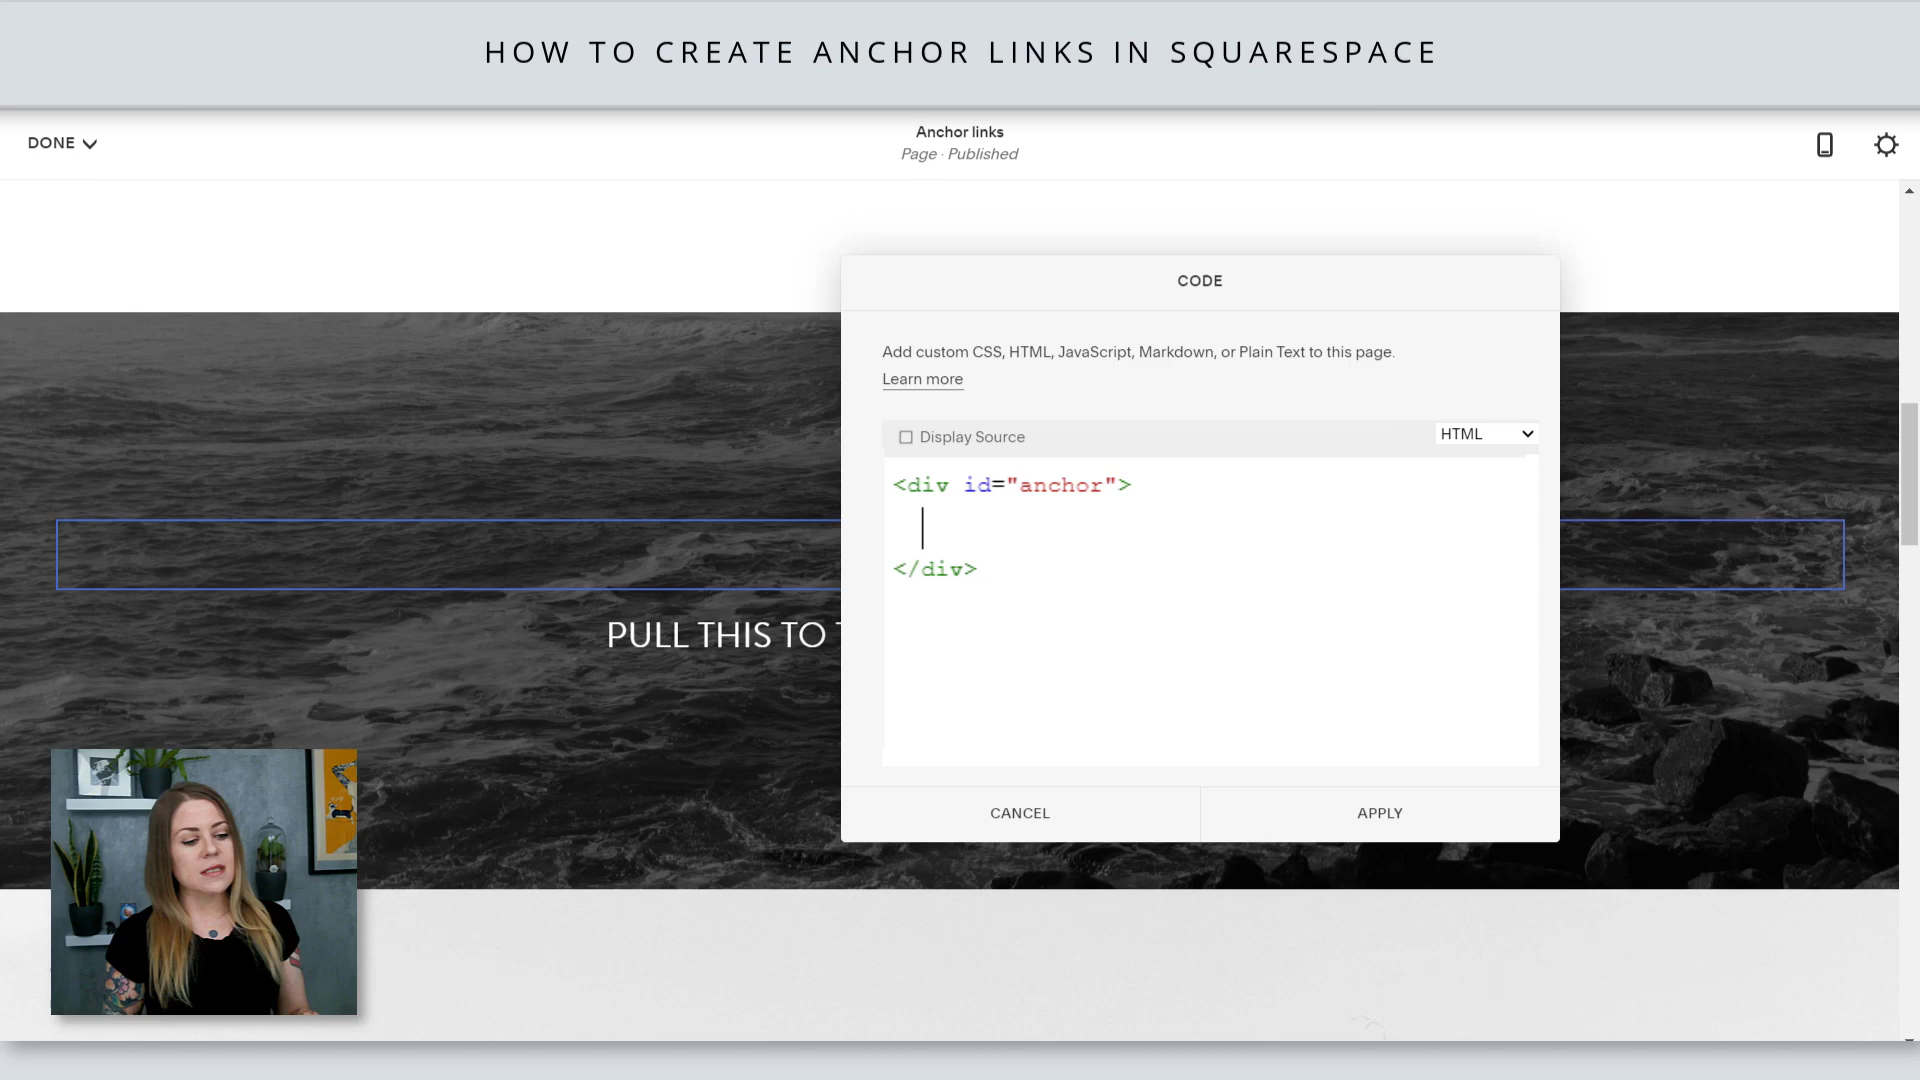 HOW TO CREATE ANCHOR LINKS IN SQUARESPACE
DONE
Anchor links
Page · Published
CODE
Add custom CSS, HTML, JavaScript, Markdown, or Plain Text to this page.
Learn more
Display Source
HTML
<div id="anchor">
</div>
PULL THIS TO
CANCEL
APPLY